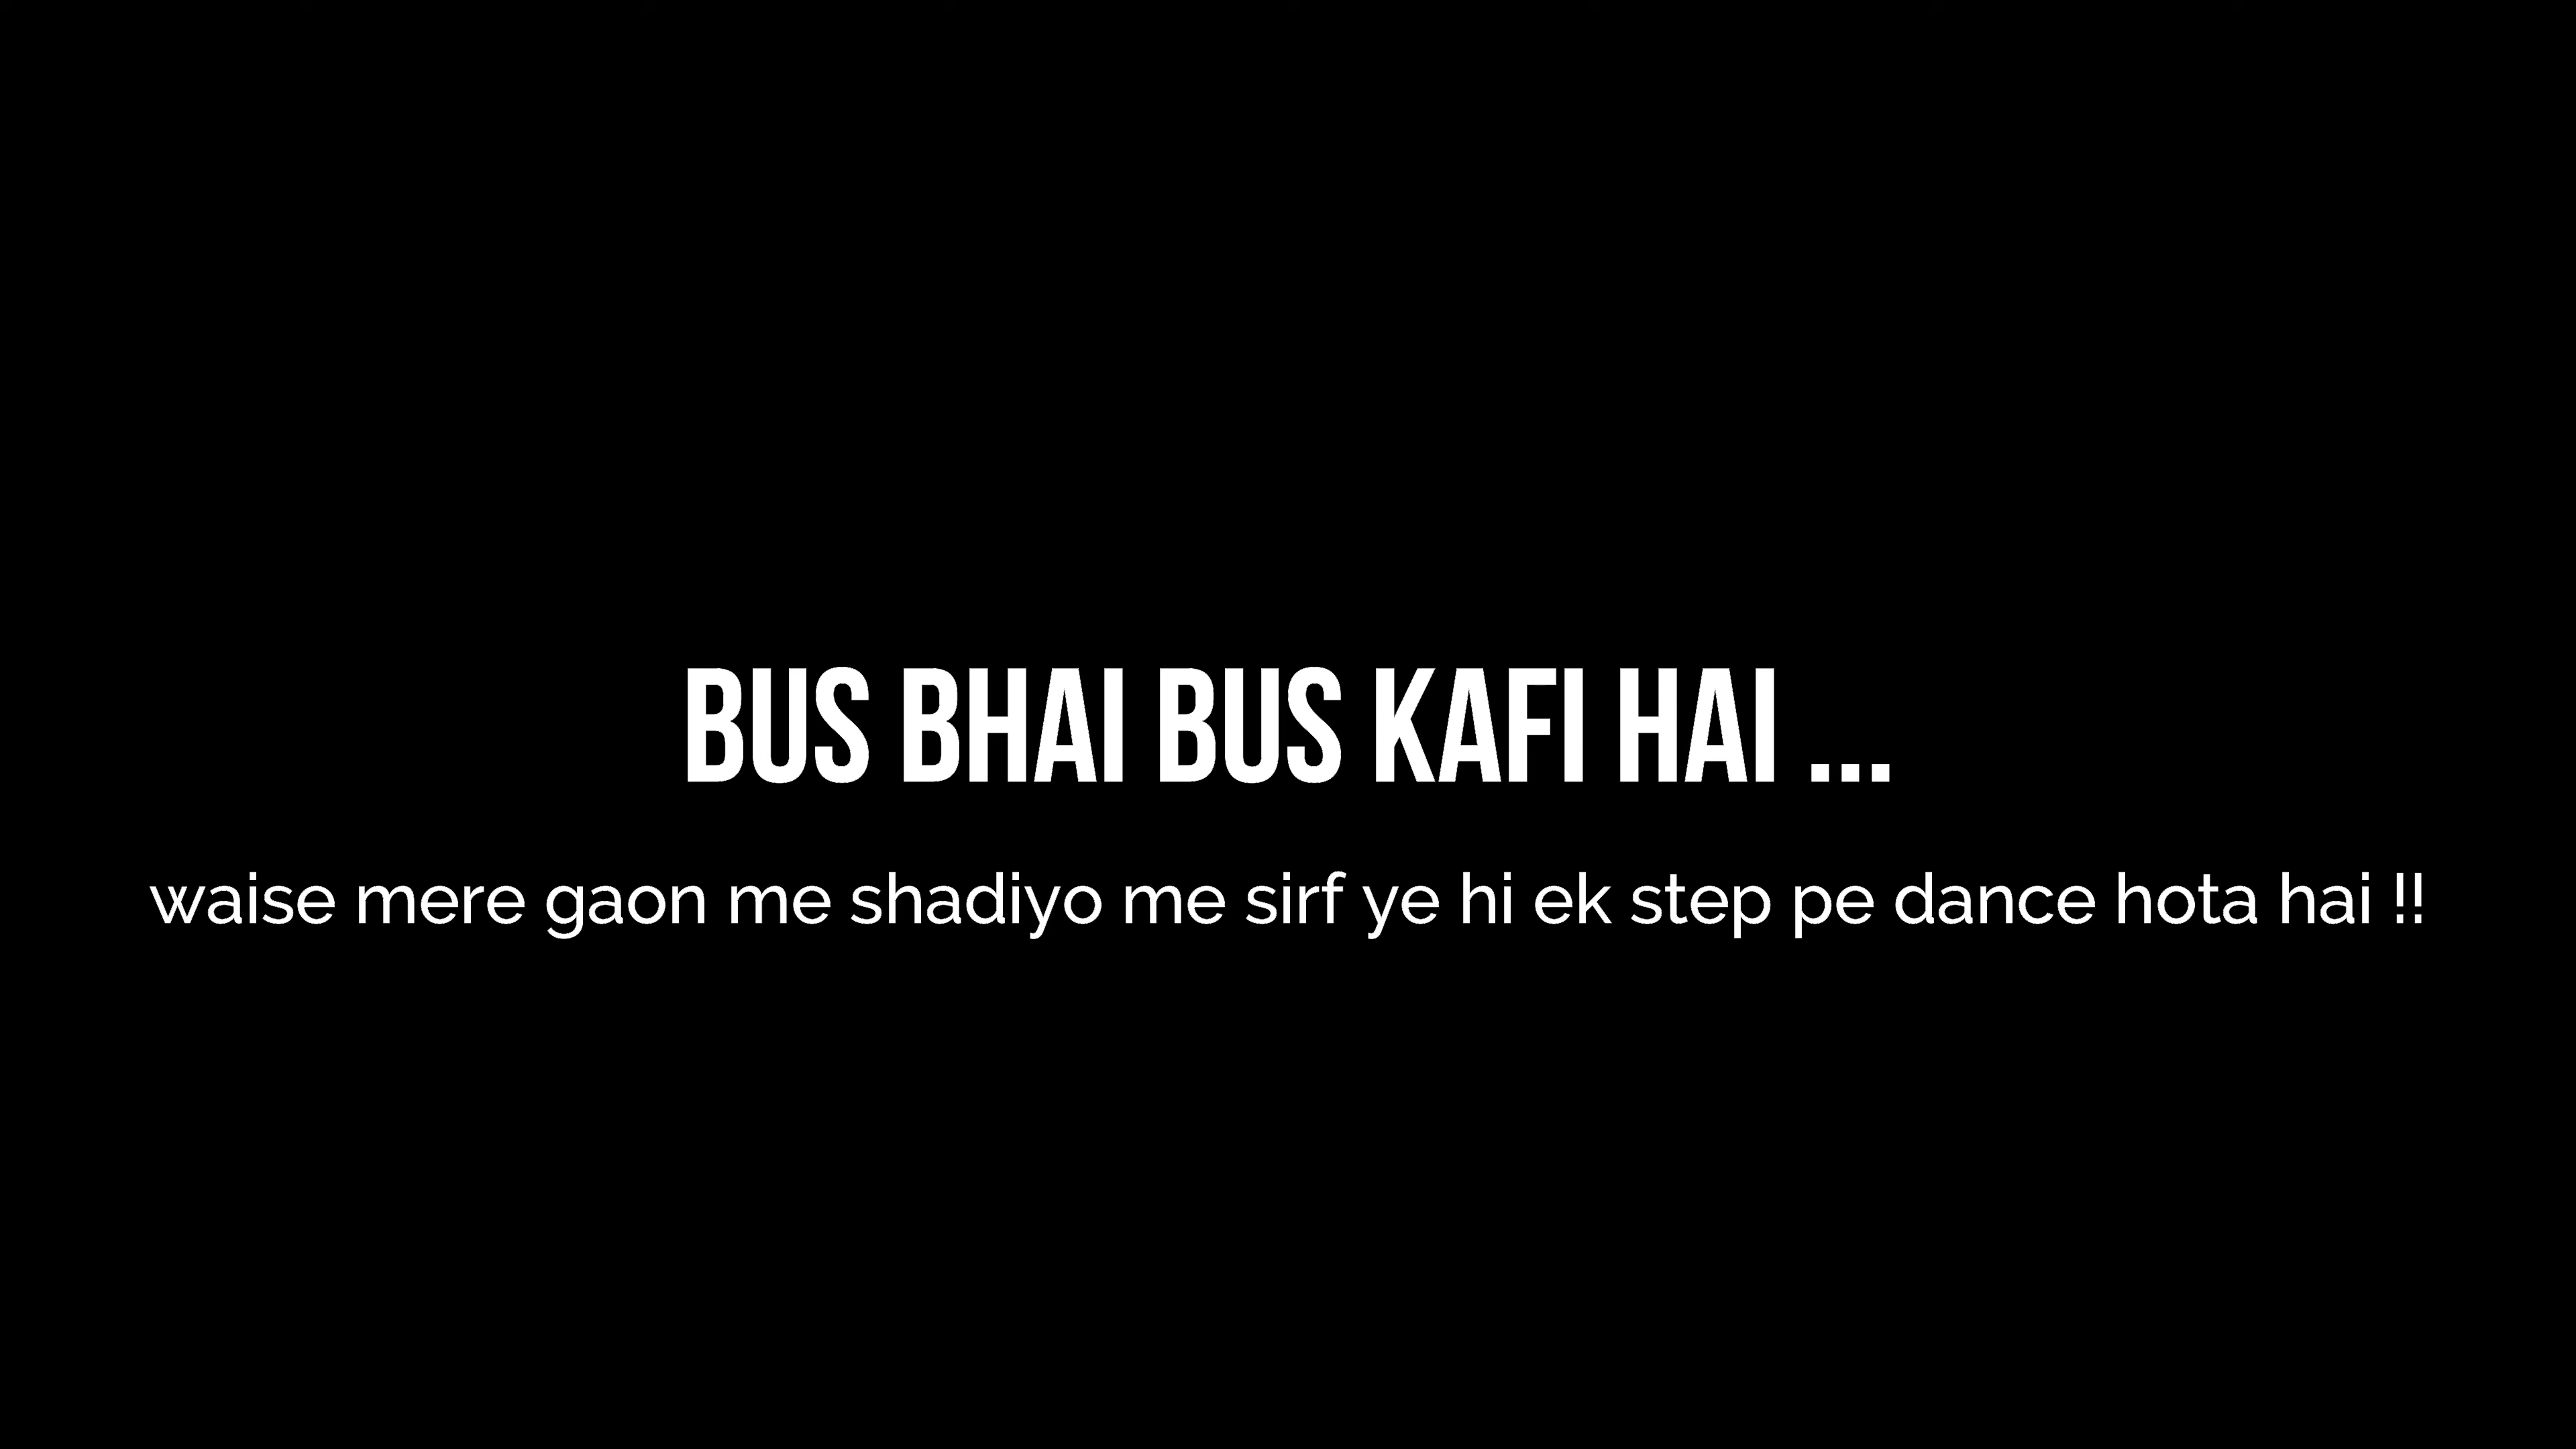 BUS BHAI BUS KAFI HAI ...
waise mere gaon me shadiyo me sirf ye hi ek step pe dance hota hai !!